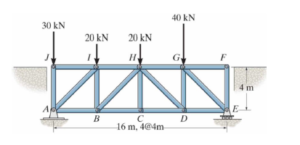 40 kN
30 kN
20 kN 20 kN
J I H G F
4 m
A E
B C D
16 m, 4@4m